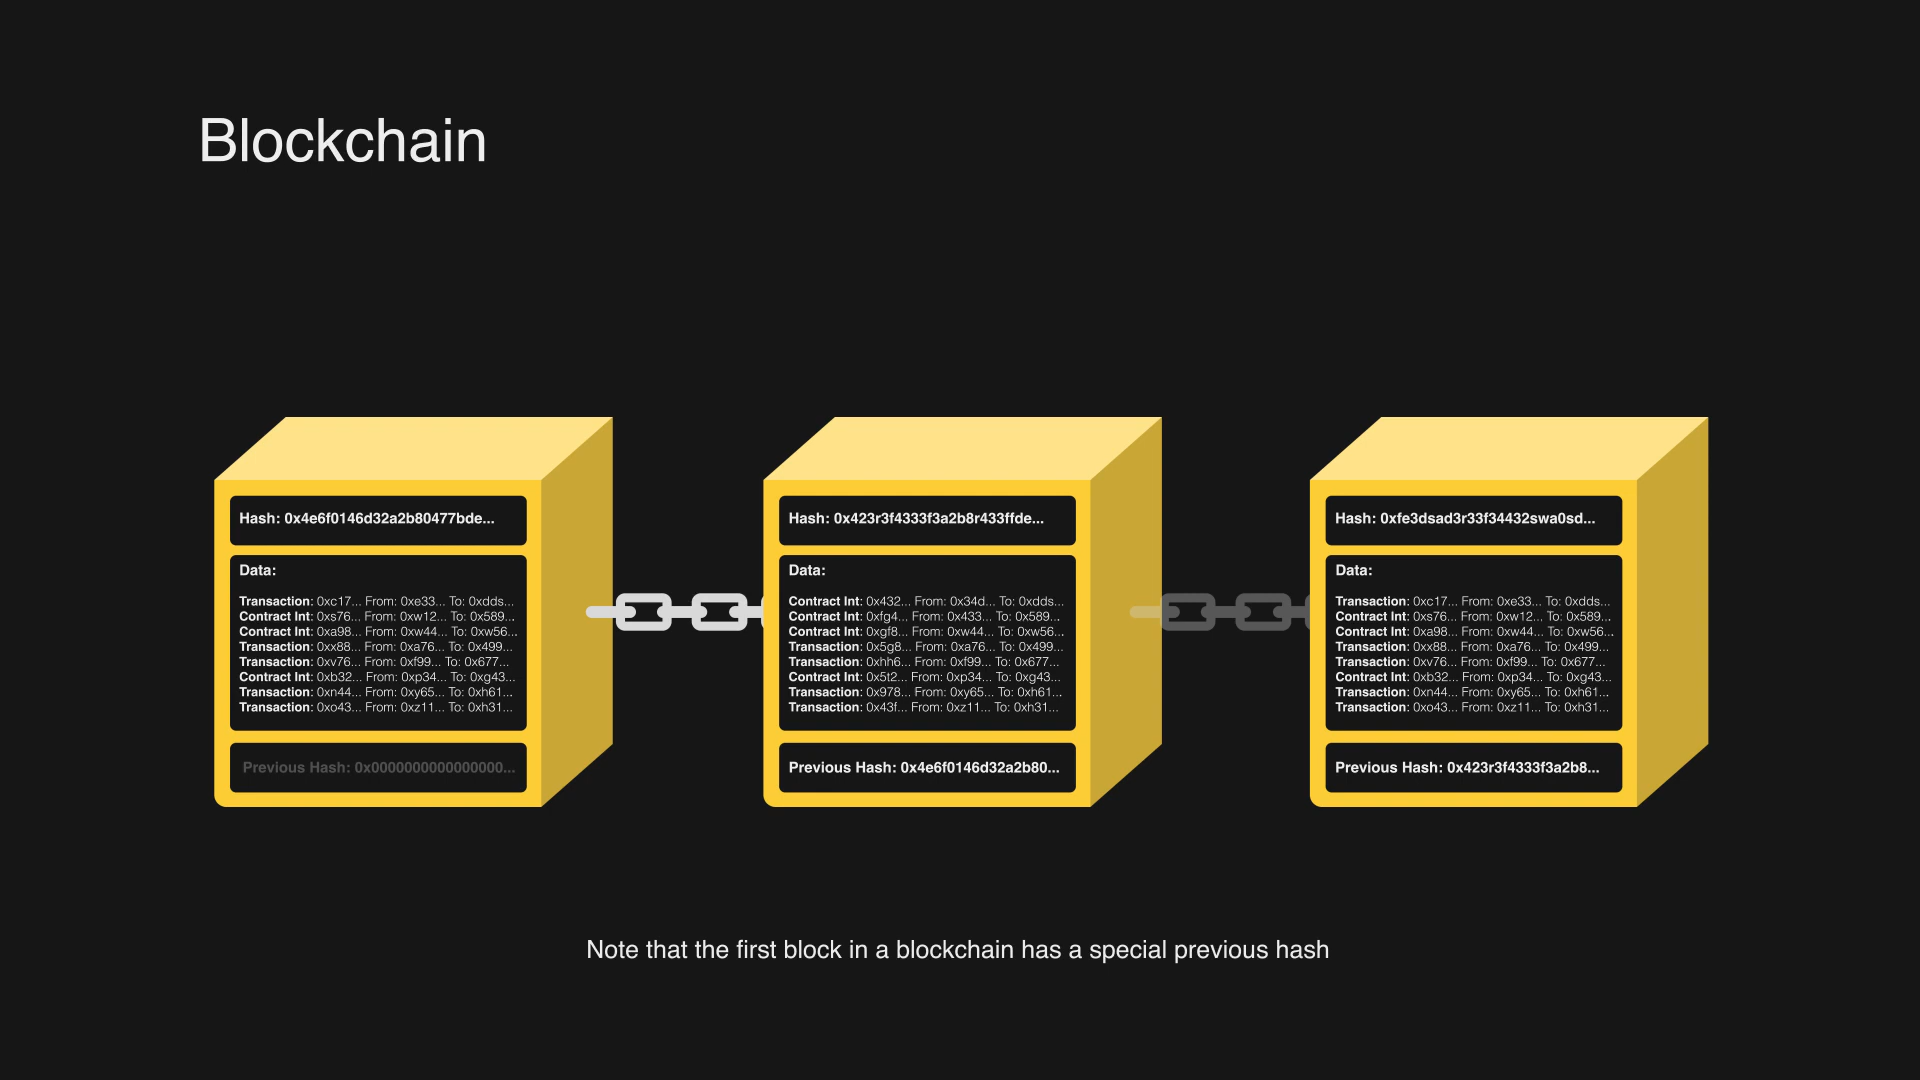 Blockchain
Hash: 0x4e6f0146d32a2b80477bde...
Data:
Transaction: 0xc17... From: 0xe33... To: 0xdds...
Contract Int: 0xs76... From: 0xw12... To: 0x589...
Contract Int: 0xa98... From: 0xw44... To: 0xw56...
Transaction: 0xx88... From: 0xa76... To: 0x499...
Transaction: 0xv76... From: 0xf99... To: 0x677...
Contract Int: 0xb32... From: 0xp34... To: 0xg43...
Transaction: 0xn44... From: 0xy65... To: 0xh61...
Transaction: 0xo43... From: 0xz11... To: 0xh31...
Previous Hash: 0x0000000000000000...
Hash: 0x423r3f4333f3a2b8r433ffde...
Data:
Contract Int: 0x432... From: 0x34d... To: 0xdds...
Contract Int: 0xfg4... From: 0x433... To: 0x589...
Contract Int: 0xgf8... From: 0xw44... To: 0xw56...
Transaction: 0x5g8... From: 0xa76... To: 0x499...
Transaction: 0xhh6... From: 0xf99... To: 0x677...
Contract Int: 0x5t2... From: 0xp34... To: 0xg43...
Transaction: 0x978... From: 0xy65... To: 0xh61...
Transaction: 0x43f... From: 0xz11... To: 0xh31...
Previous Hash: 0x4e6f0146d32a2b80...
Hash: 0xfe3dsad3r33f34432swa0sd...
Data:
Transaction: 0xc17... From: 0xe33... To: 0xdds...
Contract Int: 0xs76... From: 0xw12... To: 0x589...
Contract Int: 0xa98... From: 0xw44... To: 0xw56...
Transaction: 0xx88... From: 0xa76... To: 0x499...
Transaction: 0xv76... From: 0xf99... To: 0x677...
Contract Int: 0xb32... From: 0xp34... To: 0xg43...
Transaction: 0xn44... From: 0xy65... To: 0xh61...
Transaction: 0xo43... From: 0xz11... To: 0xh31...
Previous Hash: 0x423r3f4333f3a2b8...
Note that the first block in a blockchain has a special previous hash